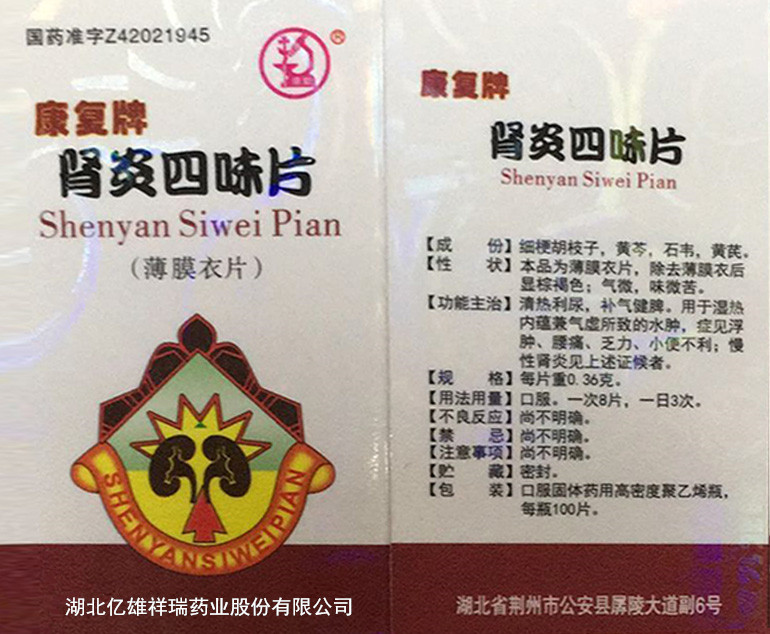 国药准字Z42021945
®
康复牌
肾炎四味片
Shenyan Siwei Pian
（薄膜衣片）
SHENYANSIWEIPIAN
湖北亿雄祥瑞药业股份有限公司
康复牌
肾炎四味片
Shenyan Siwei Pian
【成　份】细梗胡枝子，黄芩，石韦，黄芪。
【性　状】本品为薄膜衣片，除去薄膜衣后
显棕褐色；气微，味微苦。
【功能主治】清热利尿，补气健脾。用于湿热
内蕴兼气虚所致的水肿，症见浮
肿、腰痛、乏力、小便不利；慢
性肾炎见上述证候者。
【规　格】每片重0.36克。
【用法用量】口服。一次8片，一日3次。
【不良反应】尚不明确。
【禁　忌】尚不明确。
【注意事项】尚不明确。
【贮　藏】密封。
【包　装】口服固体药用高密度聚乙烯瓶，
每瓶100片。
湖北省荆州市公安县孱陵大道副6号